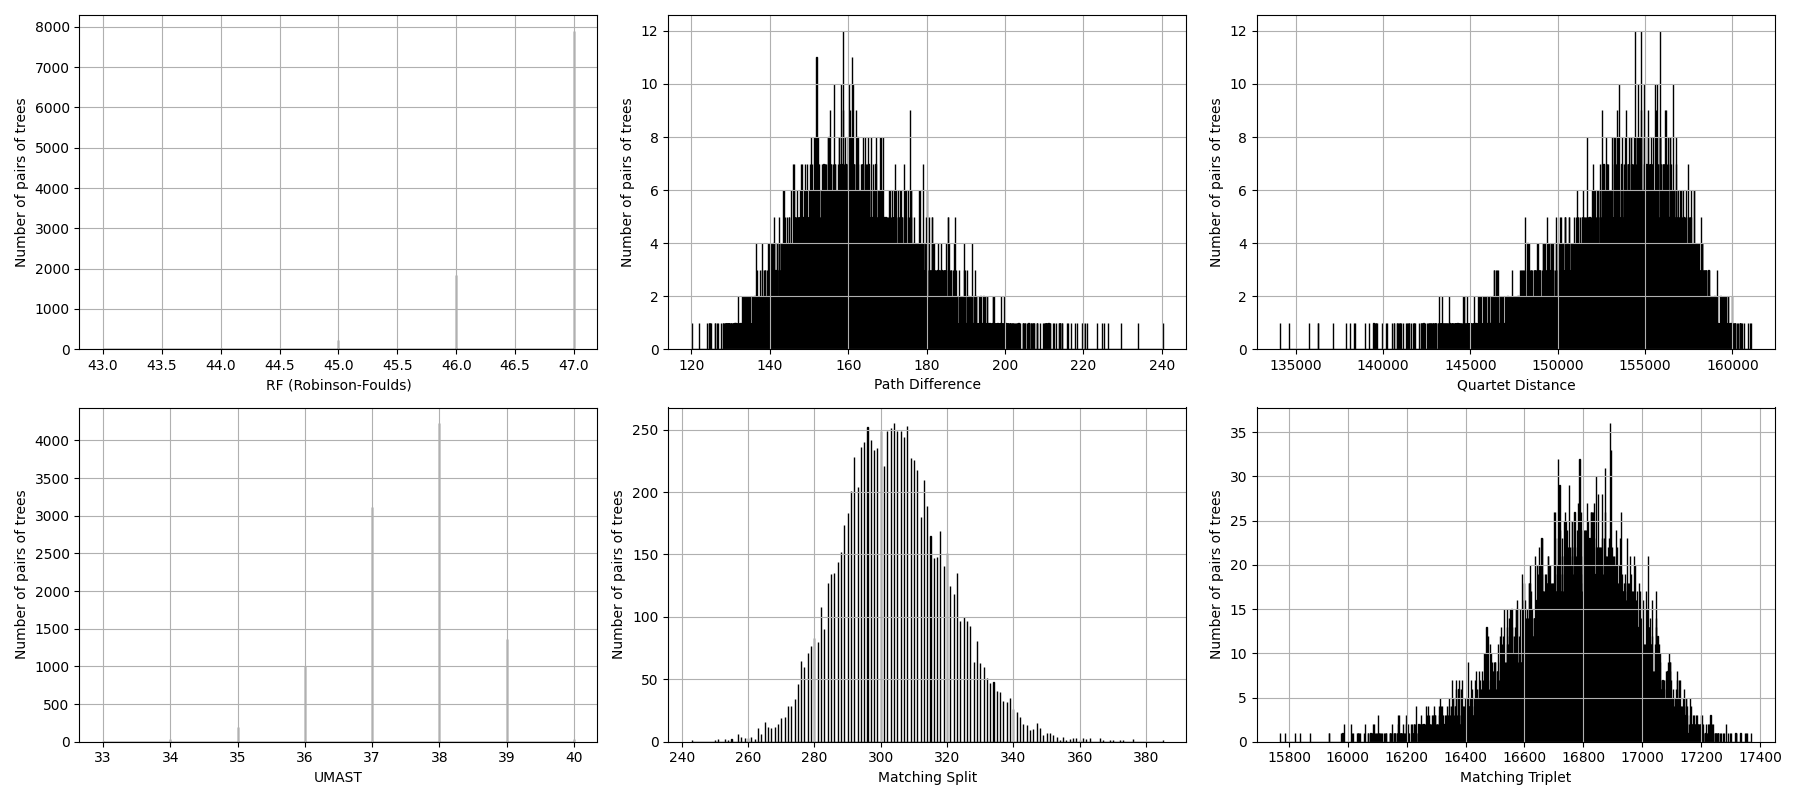 Number of pairs of trees
8000
7000
6000
5000
4000
3000
2000
1000
0
43.0 43.5 44.0 44.5 45.0 45.5 46.0 46.5 47.0
RF (Robinson-Foulds)
Number of pairs of trees
12
10
8
6
4
2
0
120 140 160 180 200 220 240
Path Difference
Number of pairs of trees
12
10
8
6
4
2
0
135000 140000 145000 150000 155000 160000
Quartet Distance
Number of pairs of trees
4000
3500
3000
2500
2000
1500
1000
500
0
33 34 35 36 37 38 39 40
UMAST
Number of pairs of trees
250
200
150
100
50
0
240 260 280 300 320 340 360 380
Matching Split
Number of pairs of trees
35
30
25
20
15
10
5
0
15800 16000 16200 16400 16600 16800 17000 17200 17400
Matching Triplet